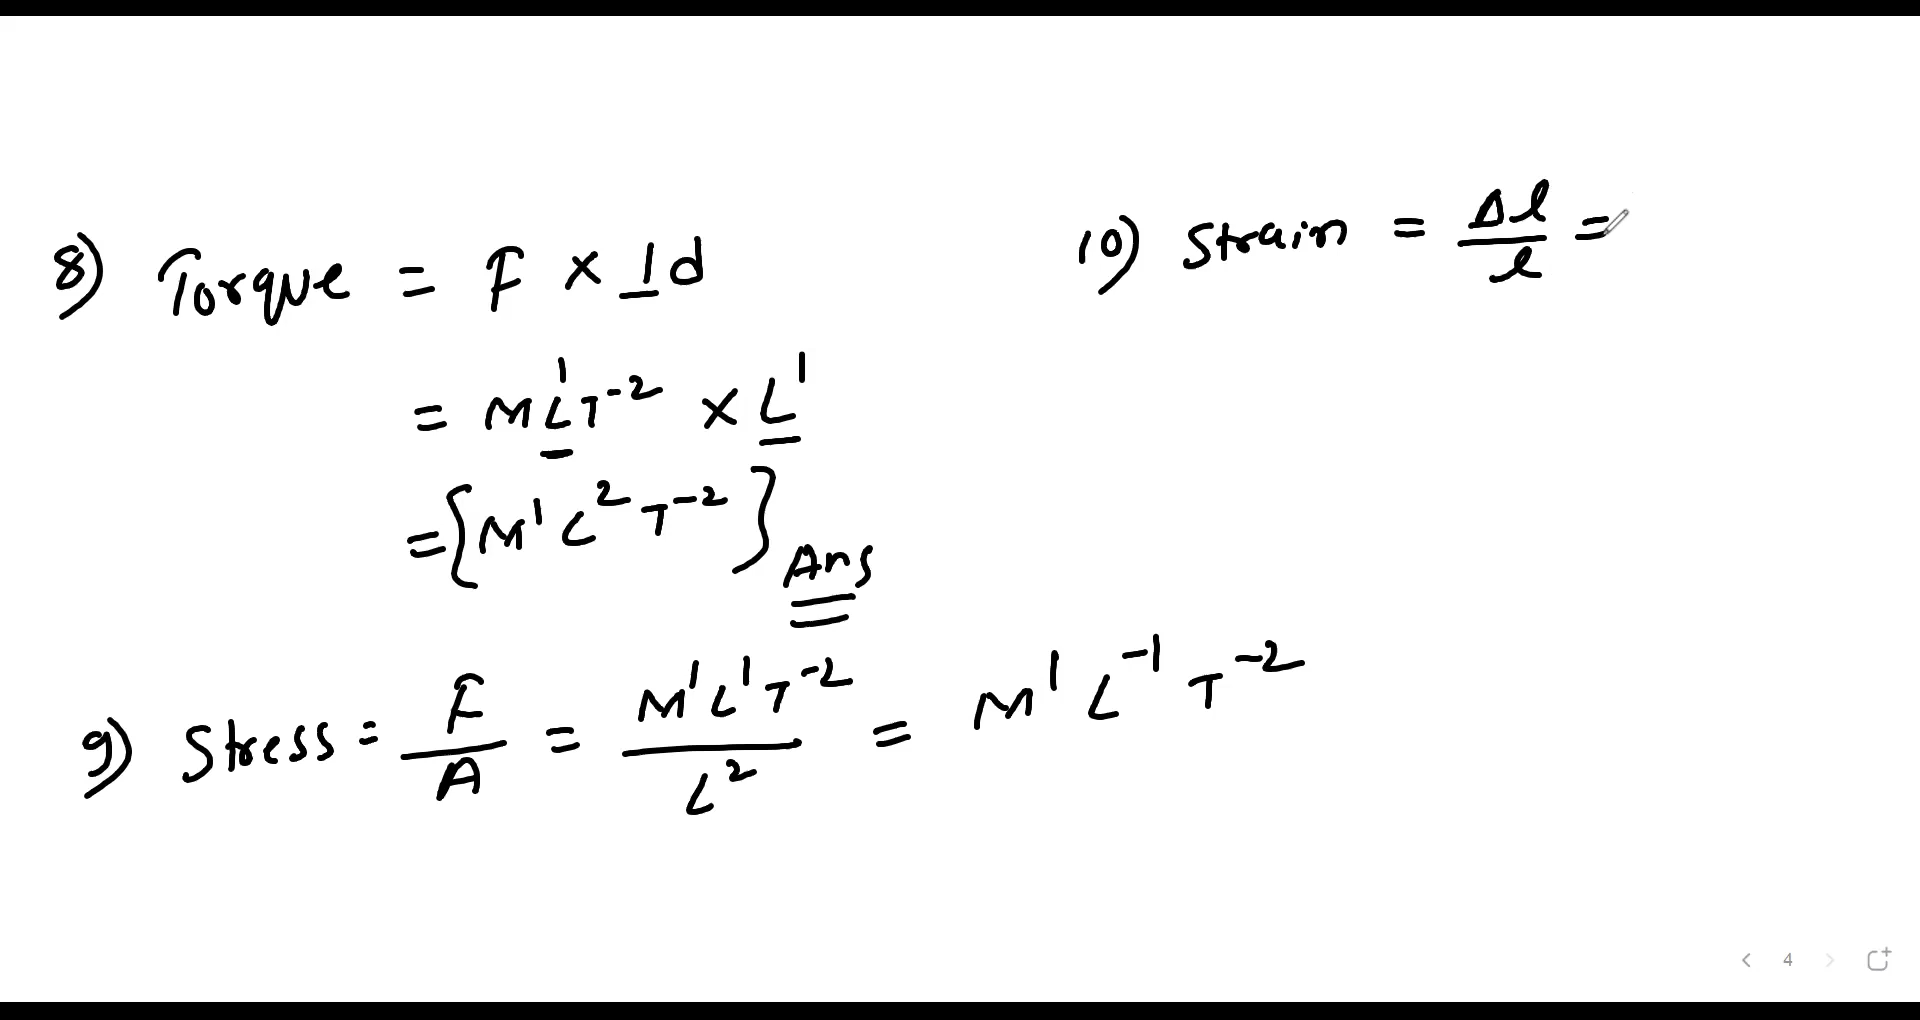 8) Torque = F × ⊥d
= ML¹T⁻² × L¹
= {M¹L²T⁻²} Ans
9) Stress = F/A = M¹L¹T⁻²/L² = M¹L⁻¹T⁻²
10) Strain = Δl/l =
4